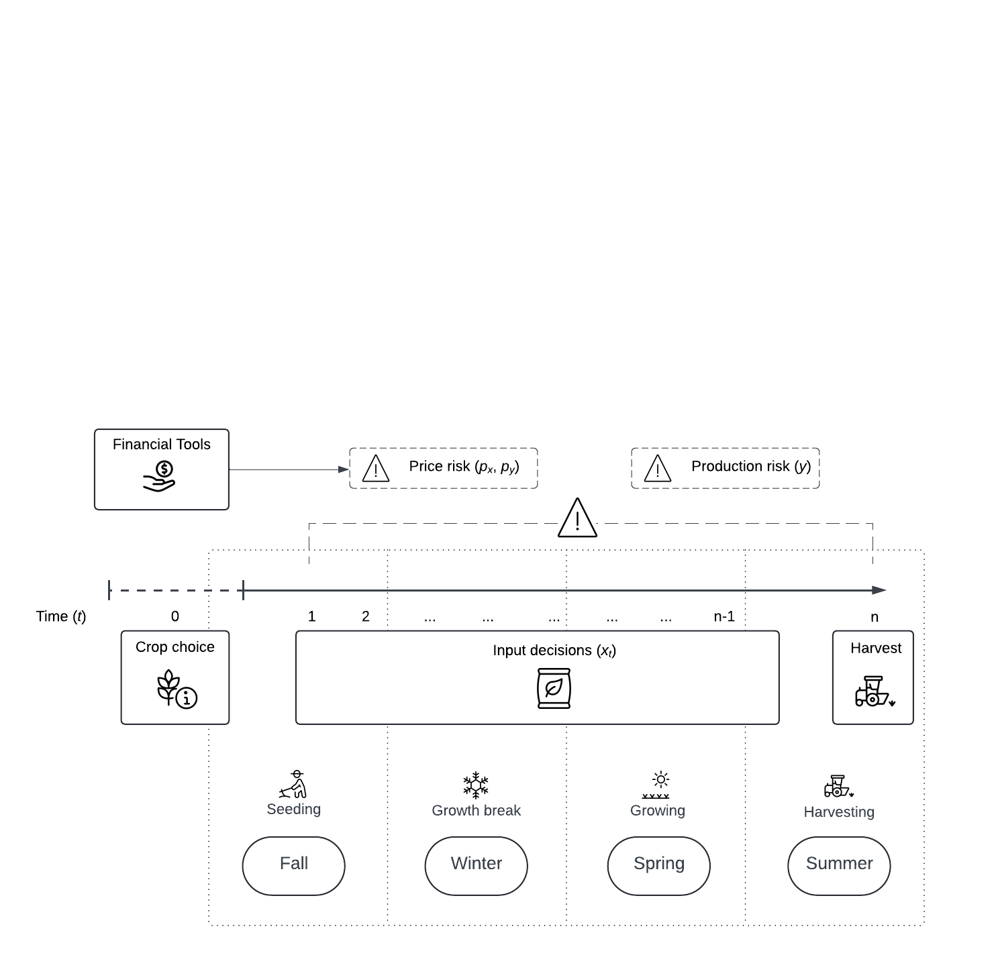 Financial Tools
Price risk (pₓ, pᵧ)
Production risk (y)
Time (t)
0
1
2
...
...
...
...
...
n-1
n
Crop choice
Input decisions (xₜ)
Harvest
Seeding
Growth break
Growing
Harvesting
Fall
Winter
Spring
Summer